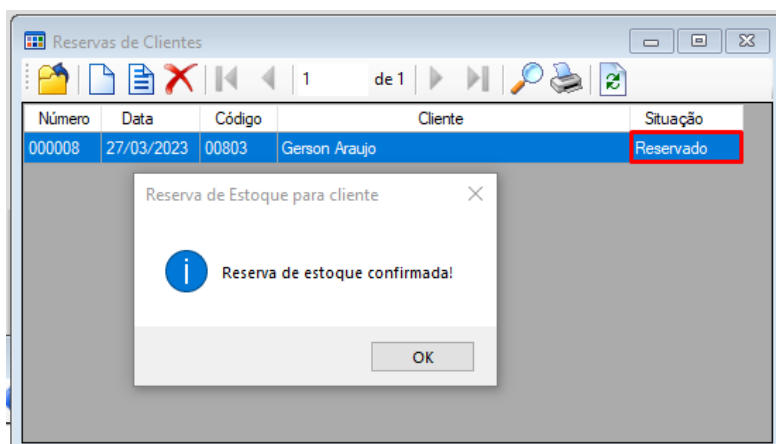 Reservas de Clientes
1 de 1
Número Data Código Cliente Situação
000008 27/03/2023 00803 Gerson Araujo Reservado
Reserva de Estoque para cliente
Reserva de estoque confirmada!
OK